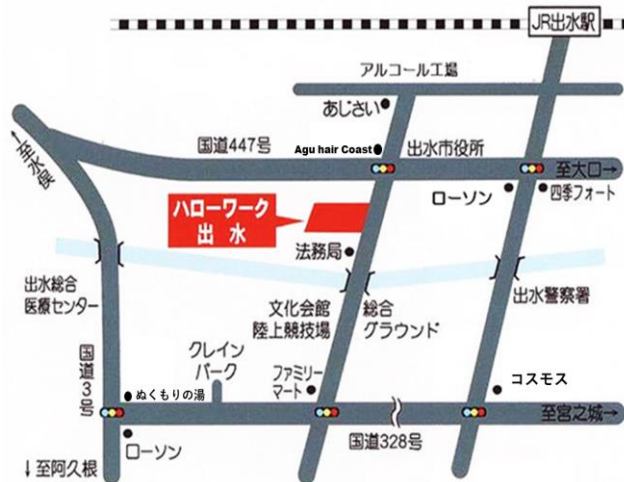 JR出水駅
アルコール工場
あじさい
国道447号
Agu hair Coast
出水市役所
至水俣
至大口→
ローソン
四季フォート
ハローワーク
出 水
法務局
出水総合
医療センター
文化会館
陸上競技場
総合
グラウンド
出水警察署
国道3号
クレイン
パーク
ファミリー
マート
コスモス
ぬくもりの湯
至宮之城→
ローソン
国道328号
↓至阿久根